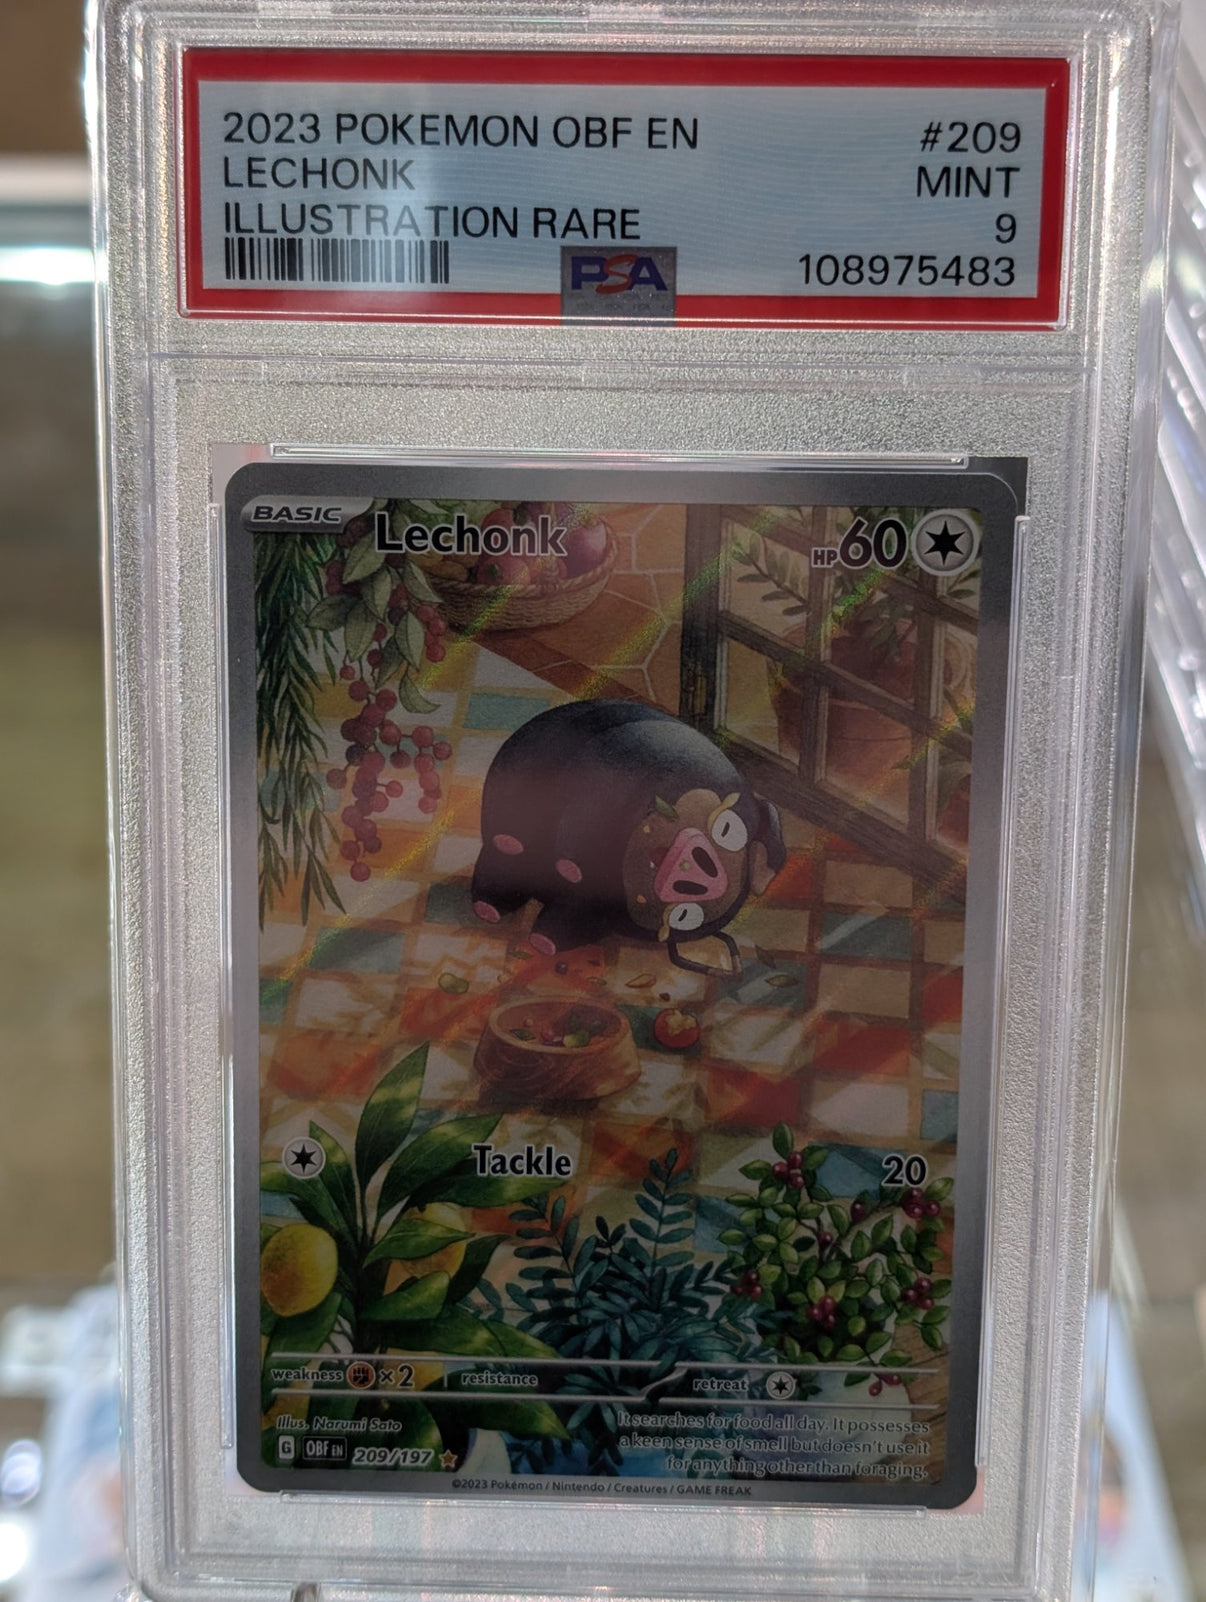 2023 POKEMON OBF EN #209
LECHONK MINT
ILLUSTRATION RARE 9
PSA 108975483
BASIC Lechonk HP60
Tackle 20
weakness ×2 resistance retreat
Illus. Narumi Sato
It searches for food all day. It possesses
a keen sense of smell but doesn't use it
for anything other than foraging.
G OBF EN 209/197
©2023 Pokémon / Nintendo / Creatures / GAME FREAK